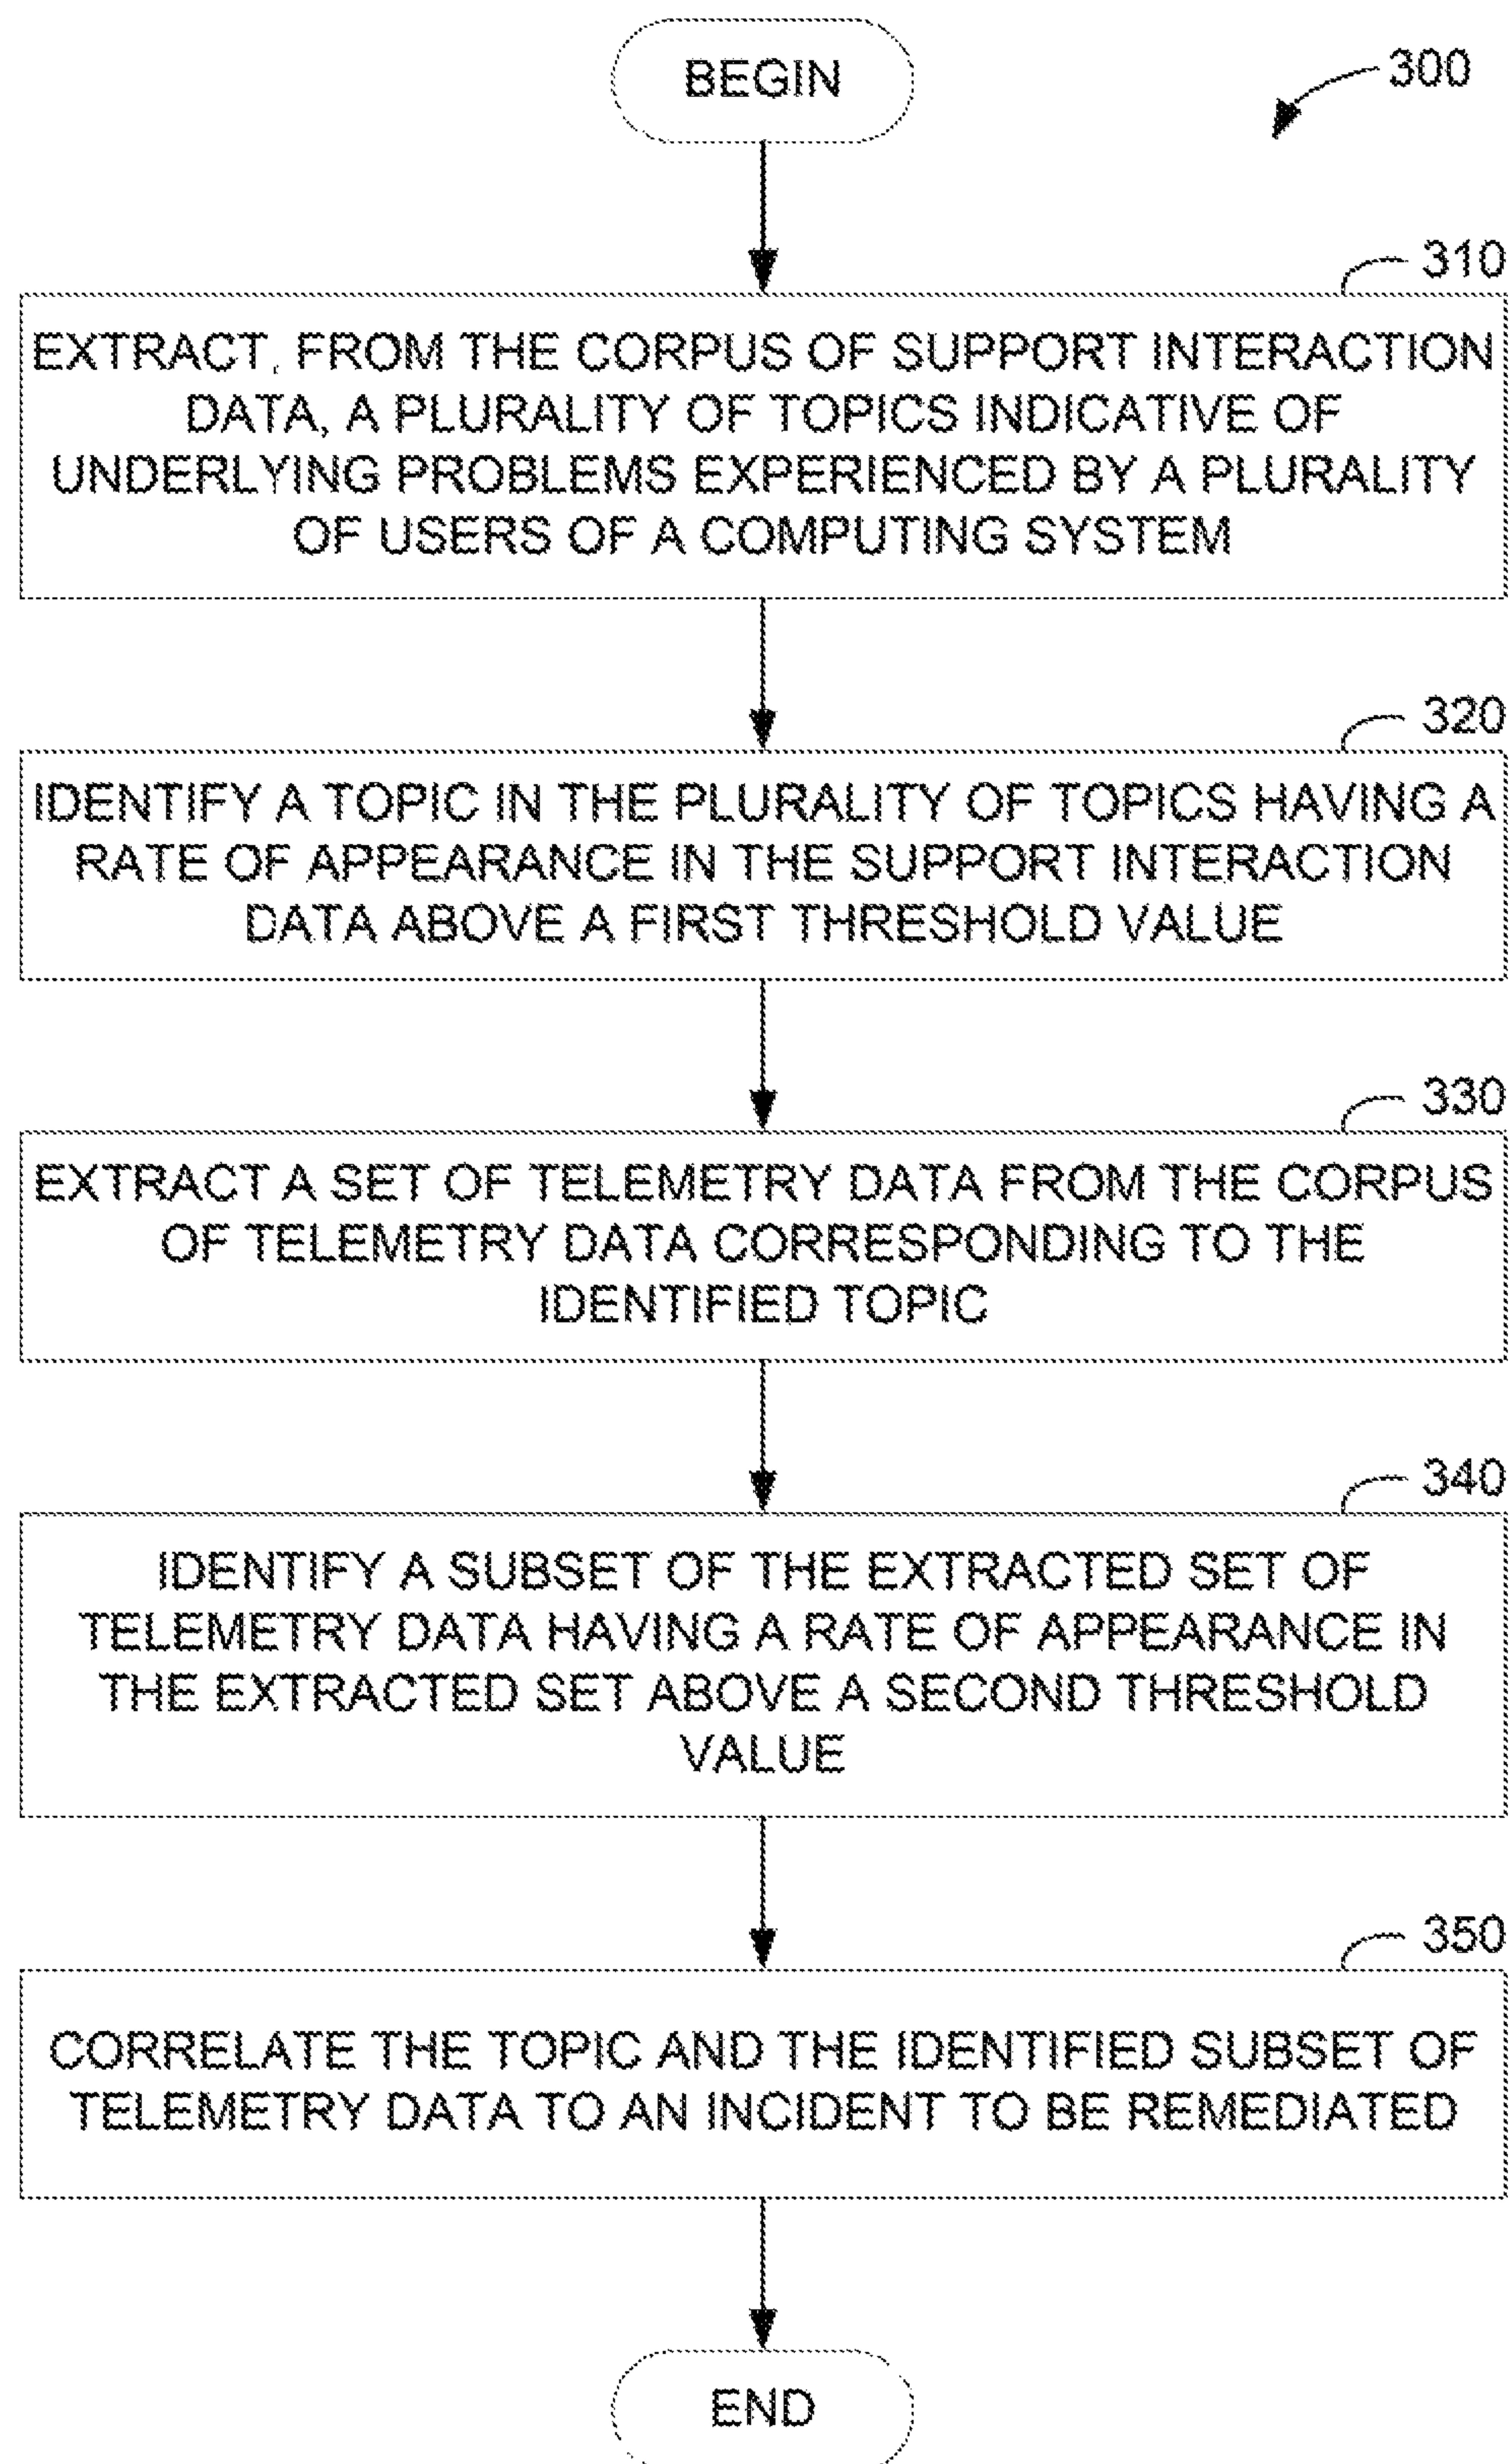 BEGIN
300
310
EXTRACT, FROM THE CORPUS OF SUPPORT INTERACTION
DATA, A PLURALITY OF TOPICS INDICATIVE OF
UNDERLYING PROBLEMS EXPERIENCED BY A PLURALITY
OF USERS OF A COMPUTING SYSTEM
320
IDENTIFY A TOPIC IN THE PLURALITY OF TOPICS HAVING A
RATE OF APPEARANCE IN THE SUPPORT INTERACTION
DATA ABOVE A FIRST THRESHOLD VALUE
330
EXTRACT A SET OF TELEMETRY DATA FROM THE CORPUS
OF TELEMETRY DATA CORRESPONDING TO THE
IDENTIFIED TOPIC
340
IDENTIFY A SUBSET OF THE EXTRACTED SET OF
TELEMETRY DATA HAVING A RATE OF APPEARANCE IN
THE EXTRACTED SET ABOVE A SECOND THRESHOLD
VALUE
350
CORRELATE THE TOPIC AND THE IDENTIFIED SUBSET OF
TELEMETRY DATA TO AN INCIDENT TO BE REMEDIATED
END